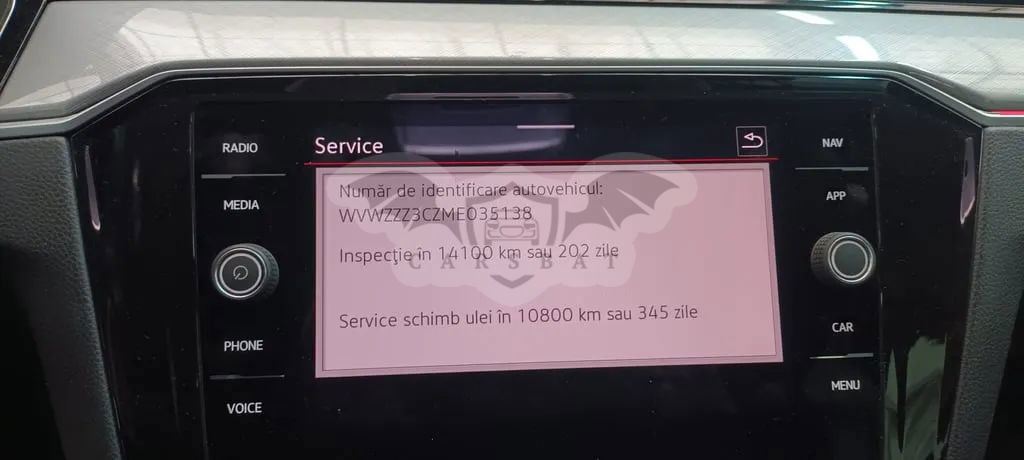 Service
RADIO
MEDIA
PHONE
VOICE
Număr de identificare autovehicul:
WVWZZZ3CZME035138
Inspecţie în 14100 km sau 202 zile
CARSBAT
Service schimb ulei în 10800 km sau 345 zile
NAV
APP
CAR
MENU